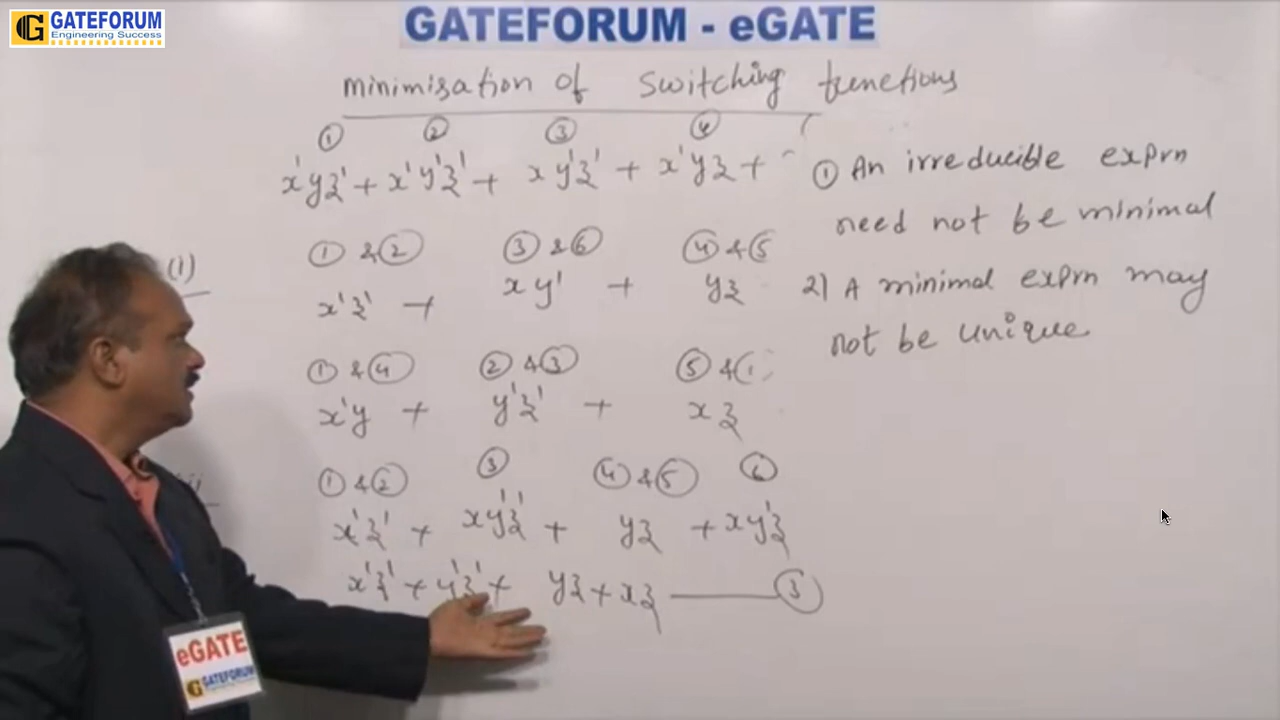 GATEFORUM
Engineering Success
GATEFORUM - eGATE
minimisation of switching functions
① ② ③ ④
x'yz' + x'y'z' + xy'z' + x'yz +
① & ② ③ & ⑥ ④ & ⑤
x'z' + xy' + yz
(1)
① & ④ ② & ③ ⑤ &
x'y + y'z' + xz
① & ② ③ ④ & ⑤ ⑥
x'z' + xy'z' + yz + xy'z
x'z' + y'z' + yz + xz ——— ③
① An irreducible exprn
need not be minimal
2) A minimal exprn may
not be unique
eGATE
GATEFORUM